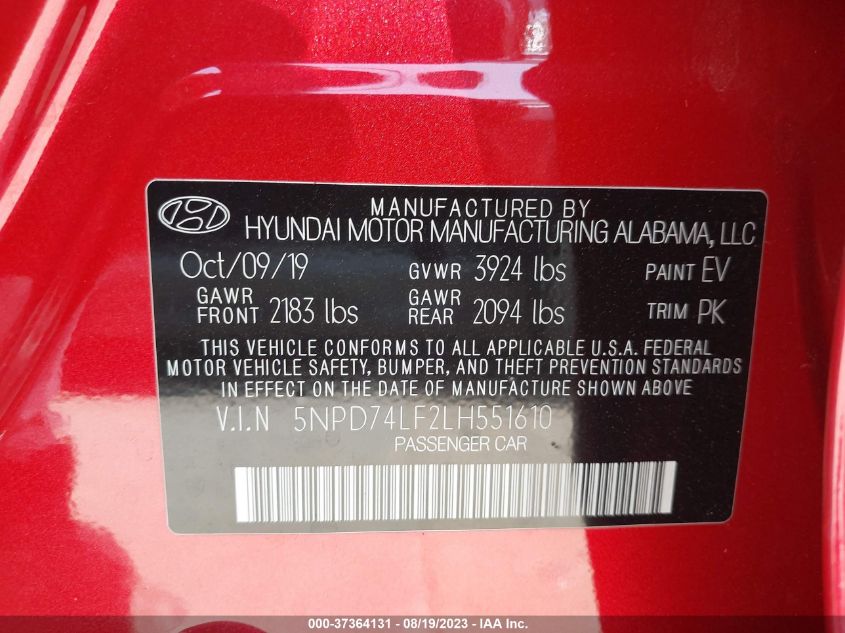 MANUFACTURED BY
HYUNDAI MOTOR MANUFACTURING ALABAMA, LLC
Oct/09/19 GVWR 3924 lbs PAINT EV
GAWR FRONT 2183 lbs GAWR REAR 2094 lbs TRIM PK
THIS VEHICLE CONFORMS TO ALL APPLICABLE U.S.A. FEDERAL
MOTOR VEHICLE SAFETY, BUMPER, AND THEFT PREVENTION STANDARDS
IN EFFECT ON THE DATE OF MANUFACTURE SHOWN ABOVE
V.I.N 5NPD74LF2LH551610
PASSENGER CAR
000-37364131 - 08/19/2023 - IAA Inc.